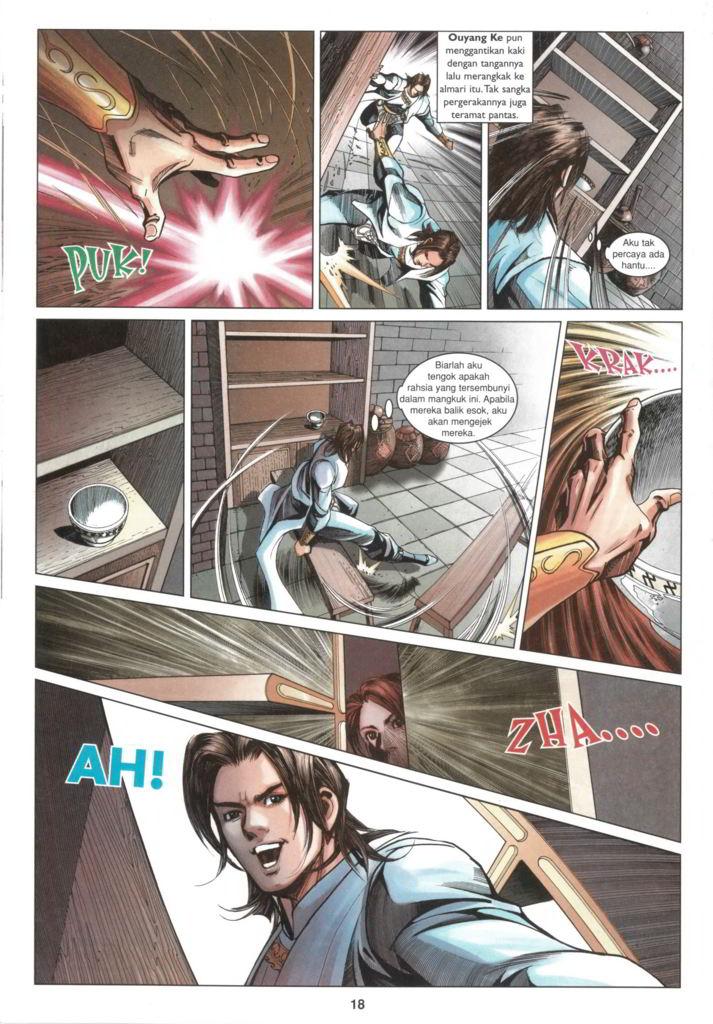 PUK!
Ouyang Ke pun
menggantikan kaki
dengan tangannya
lalu merangkak ke
almari itu. Tak sangka
pergerakannya juga
teramat pantas.
Aku tak
percaya ada
hantu....
Biarlah aku
tengok apakah
rahsia yang tersembunyi
dalam mangkuk ini. Apabila
mereka balik esok, aku
akan mengejek
mereka.
KRAK....
ZHA....
AH!
18